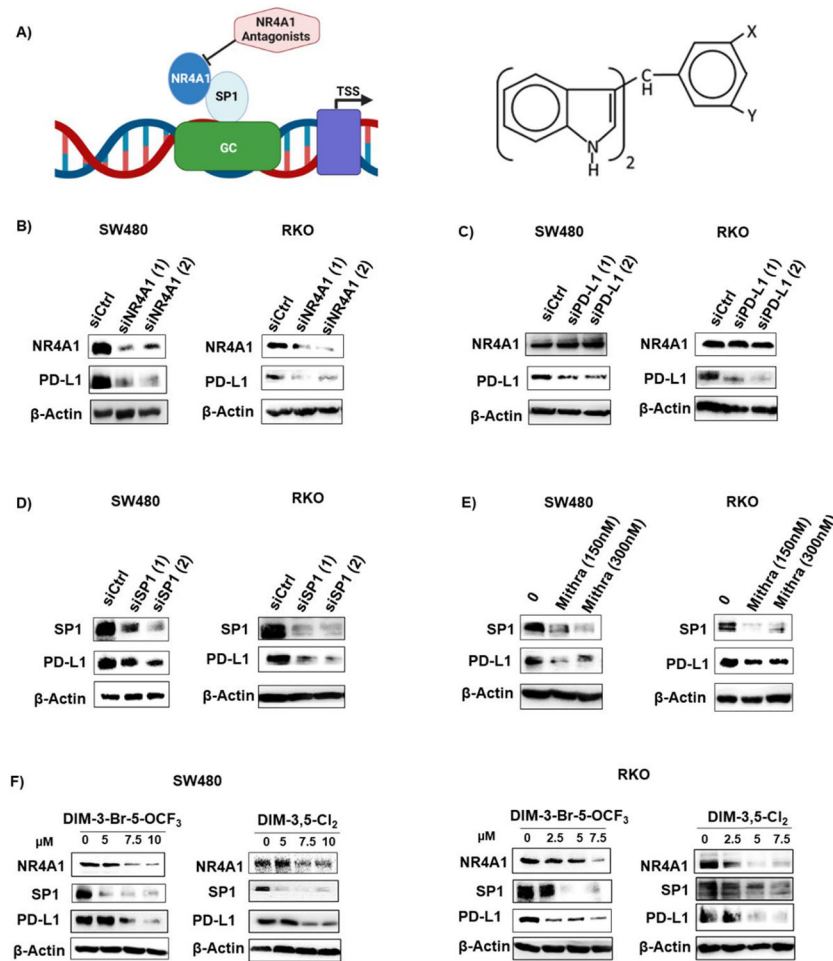 A)
NR4A1
Antagonists
NR4A1
SP1
TSS
GC
X
C
H
Y
N
H
2
B)
SW480
RKO
siCtrl
siNR4A1 (1)
siNR4A1 (2)
siCtrl
siNR4A1 (1)
siNR4A1 (2)
NR4A1
NR4A1
PD-L1
PD-L1
β-Actin
β-Actin
C)
SW480
RKO
siCtrl
siPD-L1 (1)
siPD-L1 (2)
siCtrl
siPD-L1 (1)
siPD-L1 (2)
NR4A1
NR4A1
PD-L1
PD-L1
β-Actin
β-Actin
D)
SW480
RKO
siCtrl
siSP1 (1)
siSP1 (2)
siCtrl
siSP1 (1)
siSP1 (2)
SP1
SP1
PD-L1
PD-L1
β-Actin
β-Actin
E)
SW480
RKO
0
Mithra (150nM)
Mithra (300nM)
0
Mithra (150nM)
Mithra (300nM)
SP1
SP1
PD-L1
PD-L1
β-Actin
β-Actin
F)
SW480
DIM-3-Br-5-OCF3
DIM-3,5-Cl2
µM
0 5 7.5 10
0 5 7.5 10
NR4A1
NR4A1
SP1
SP1
PD-L1
PD-L1
β-Actin
β-Actin
RKO
DIM-3-Br-5-OCF3
DIM-3,5-Cl2
µM
0 2.5 5 7.5
0 2.5 5 7.5
NR4A1
NR4A1
SP1
SP1
PD-L1
PD-L1
β-Actin
β-Actin